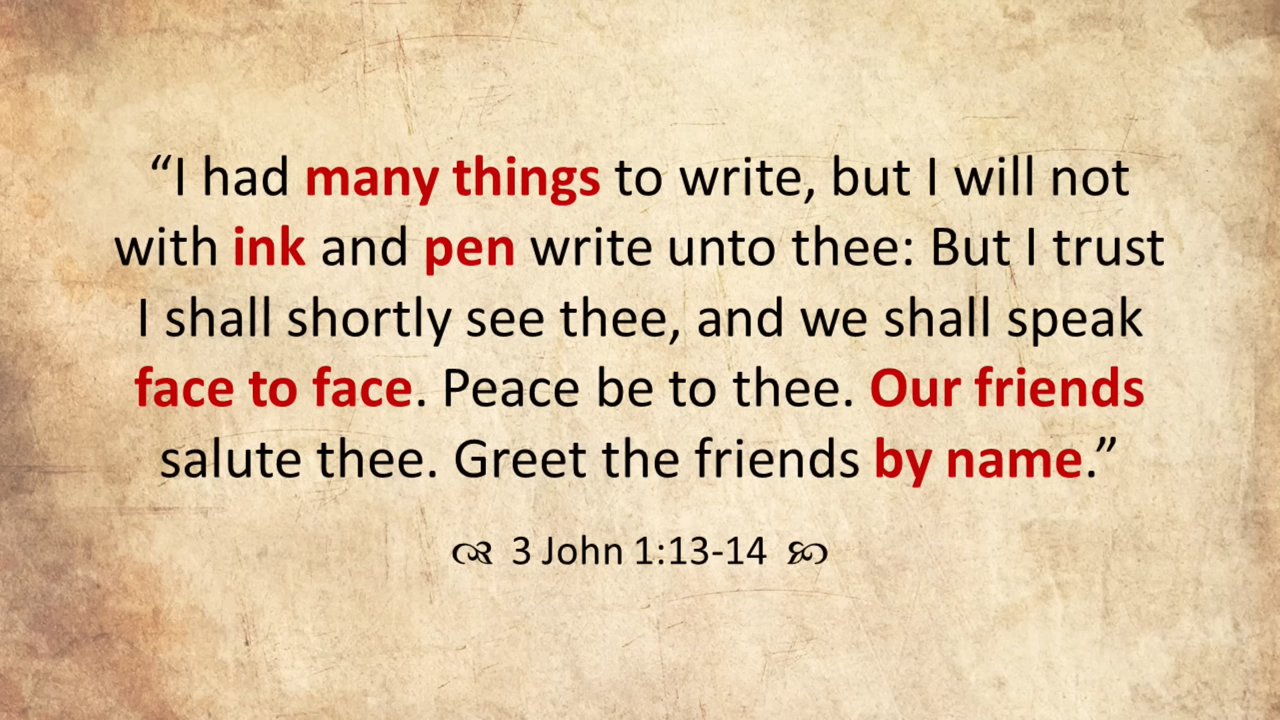 “I had many things to write, but I will not
with ink and pen write unto thee: But I trust
I shall shortly see thee, and we shall speak
face to face. Peace be to thee. Our friends
salute thee. Greet the friends by name.”
3 John 1:13-14